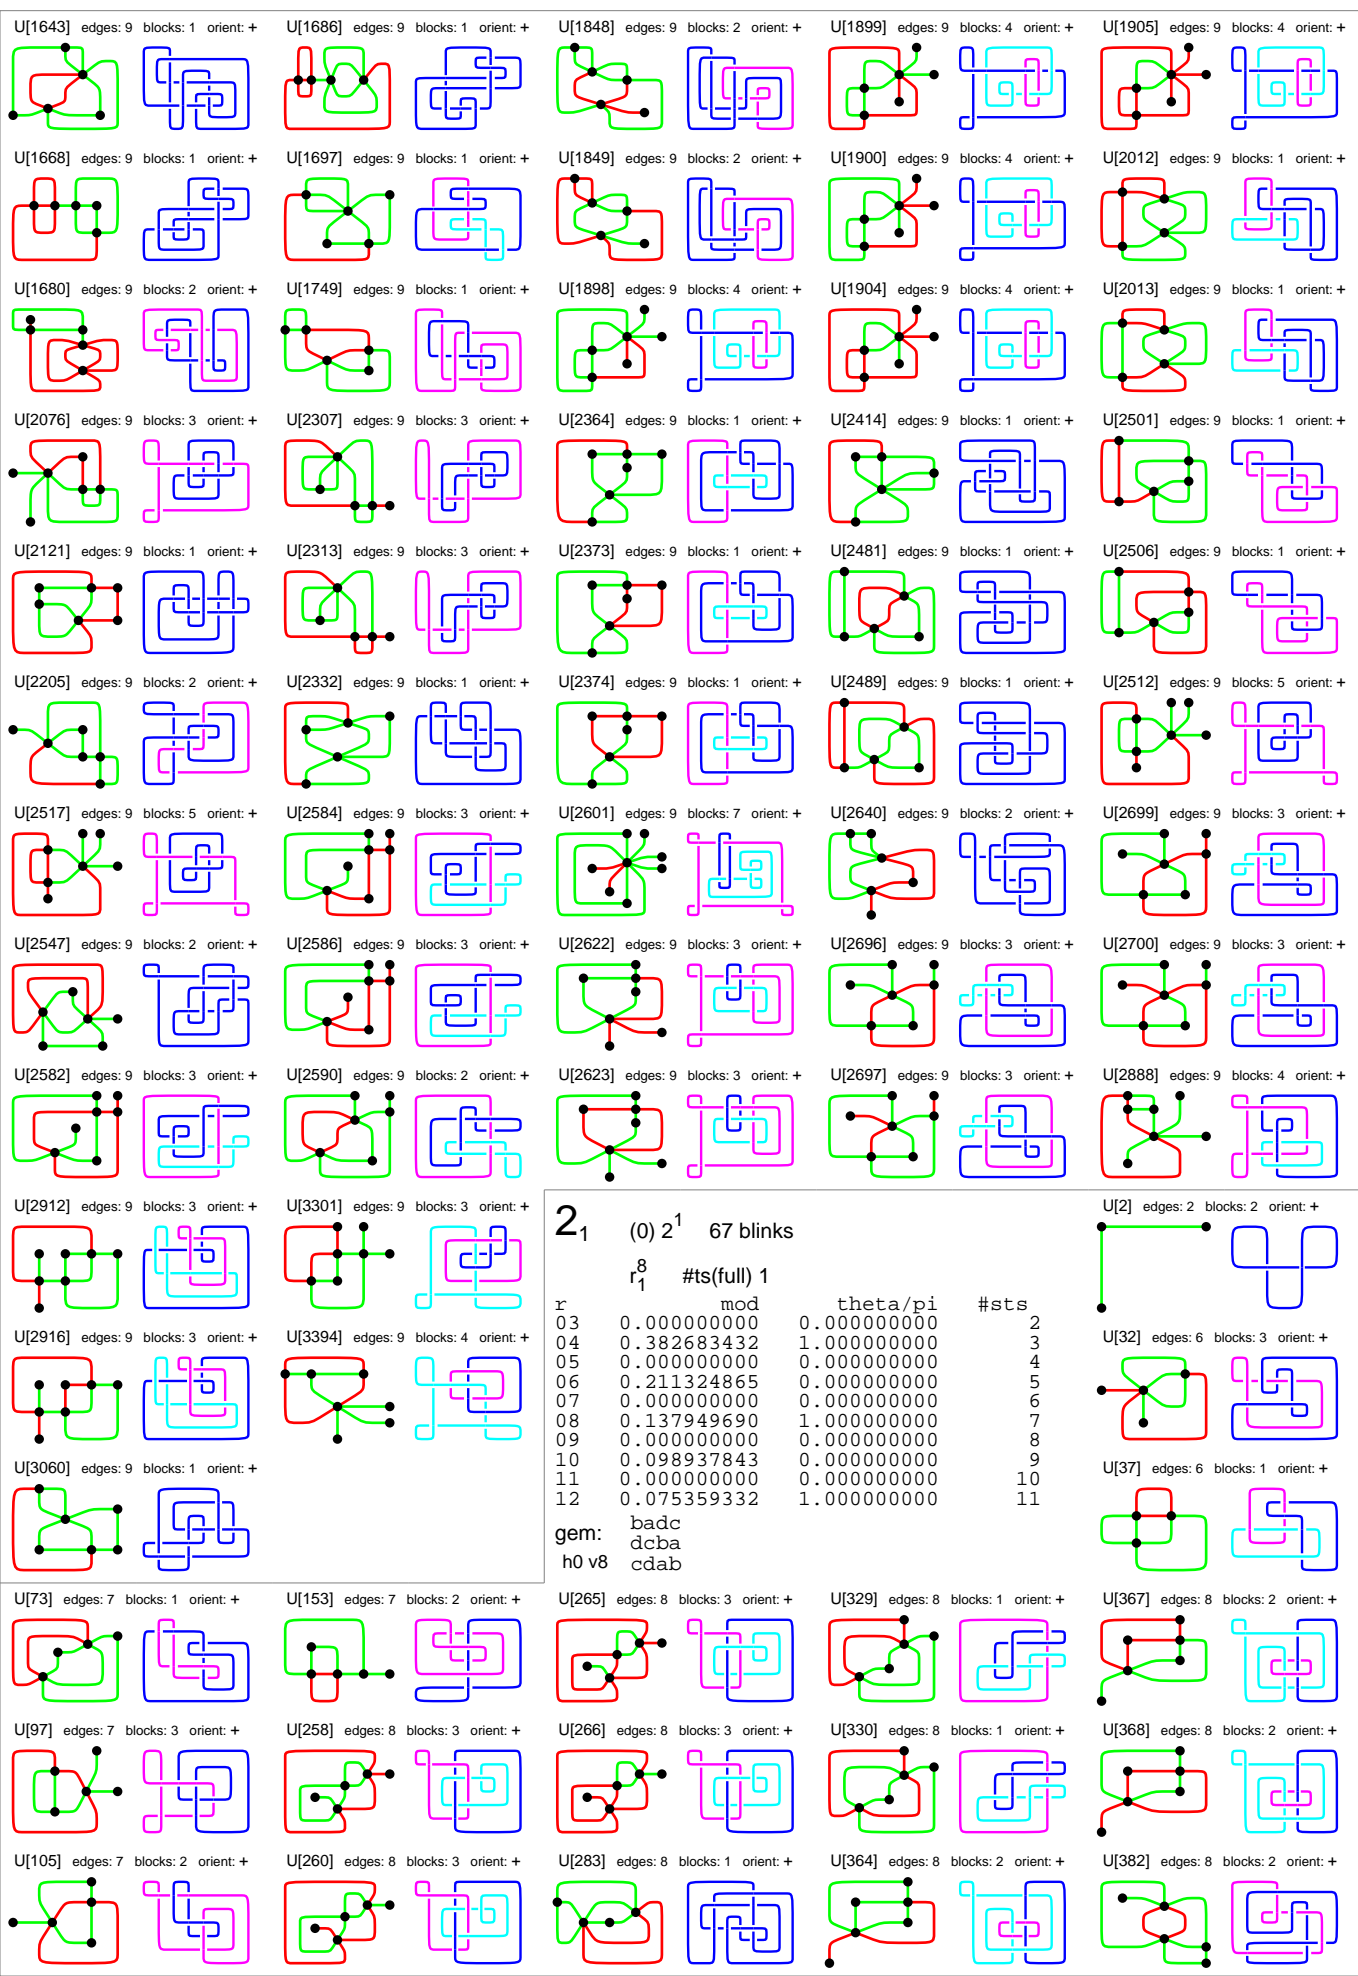 U[1643] edges: 9 blocks: 1 orient: +
U[1686] edges: 9 blocks: 1 orient: +
U[1848] edges: 9 blocks: 2 orient: +
U[1899] edges: 9 blocks: 4 orient: +
U[1905] edges: 9 blocks: 4 orient: +
U[1668] edges: 9 blocks: 1 orient: +
U[1697] edges: 9 blocks: 1 orient: +
U[1849] edges: 9 blocks: 2 orient: +
U[1900] edges: 9 blocks: 4 orient: +
U[2012] edges: 9 blocks: 1 orient: +
U[1680] edges: 9 blocks: 2 orient: +
U[1749] edges: 9 blocks: 1 orient: +
U[1898] edges: 9 blocks: 4 orient: +
U[1904] edges: 9 blocks: 4 orient: +
U[2013] edges: 9 blocks: 1 orient: +
U[2076] edges: 9 blocks: 3 orient: +
U[2307] edges: 9 blocks: 3 orient: +
U[2364] edges: 9 blocks: 1 orient: +
U[2414] edges: 9 blocks: 1 orient: +
U[2501] edges: 9 blocks: 1 orient: +
U[2121] edges: 9 blocks: 1 orient: +
U[2313] edges: 9 blocks: 3 orient: +
U[2373] edges: 9 blocks: 1 orient: +
U[2481] edges: 9 blocks: 1 orient: +
U[2506] edges: 9 blocks: 1 orient: +
U[2205] edges: 9 blocks: 2 orient: +
U[2332] edges: 9 blocks: 1 orient: +
U[2374] edges: 9 blocks: 1 orient: +
U[2489] edges: 9 blocks: 1 orient: +
U[2512] edges: 9 blocks: 5 orient: +
U[2517] edges: 9 blocks: 5 orient: +
U[2584] edges: 9 blocks: 3 orient: +
U[2601] edges: 9 blocks: 7 orient: +
U[2640] edges: 9 blocks: 2 orient: +
U[2699] edges: 9 blocks: 3 orient: +
U[2547] edges: 9 blocks: 2 orient: +
U[2586] edges: 9 blocks: 3 orient: +
U[2622] edges: 9 blocks: 3 orient: +
U[2696] edges: 9 blocks: 3 orient: +
U[2700] edges: 9 blocks: 3 orient: +
U[2582] edges: 9 blocks: 3 orient: +
U[2590] edges: 9 blocks: 2 orient: +
U[2623] edges: 9 blocks: 3 orient: +
U[2697] edges: 9 blocks: 3 orient: +
U[2888] edges: 9 blocks: 4 orient: +
U[2912] edges: 9 blocks: 3 orient: +
U[3301] edges: 9 blocks: 3 orient: +
U[2916] edges: 9 blocks: 3 orient: +
U[3394] edges: 9 blocks: 4 orient: +
U[3060] edges: 9 blocks: 1 orient: +
2₁ (0) 2¹ 67 blinks
r₁⁸ #ts(full) 1
r mod theta/pi #sts
03 0.000000000 0.000000000 2
04 0.382683432 1.000000000 3
05 0.000000000 0.000000000 4
06 0.211324865 0.000000000 5
07 0.000000000 0.000000000 6
08 0.137949690 1.000000000 7
09 0.000000000 0.000000000 8
10 0.098937843 0.000000000 9
11 0.000000000 0.000000000 10
12 0.075359332 1.000000000 11
gem: badc
dcba
h0 v8 cdab
U[2] edges: 2 blocks: 2 orient: +
U[32] edges: 6 blocks: 3 orient: +
U[37] edges: 6 blocks: 1 orient: +
U[73] edges: 7 blocks: 1 orient: +
U[153] edges: 7 blocks: 2 orient: +
U[265] edges: 8 blocks: 3 orient: +
U[329] edges: 8 blocks: 1 orient: +
U[367] edges: 8 blocks: 2 orient: +
U[97] edges: 7 blocks: 3 orient: +
U[258] edges: 8 blocks: 3 orient: +
U[266] edges: 8 blocks: 3 orient: +
U[330] edges: 8 blocks: 1 orient: +
U[368] edges: 8 blocks: 2 orient: +
U[105] edges: 7 blocks: 2 orient: +
U[260] edges: 8 blocks: 3 orient: +
U[283] edges: 8 blocks: 1 orient: +
U[364] edges: 8 blocks: 2 orient: +
U[382] edges: 8 blocks: 2 orient: +